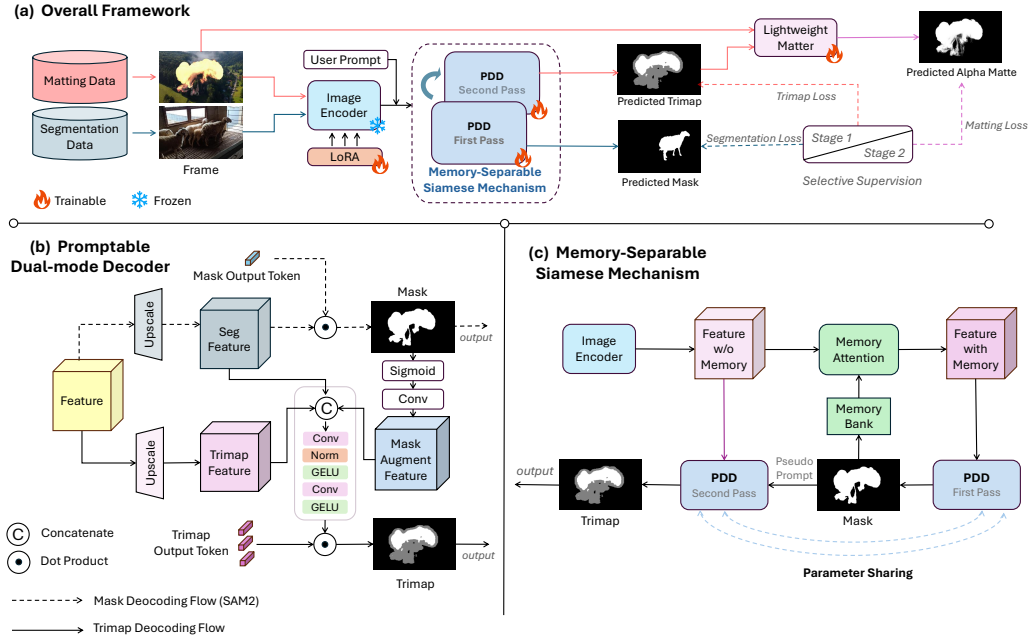 (a) Overall Framework
Matting Data
Segmentation
Data
Frame
User Prompt
Image
Encoder
LoRA
PDD
Second Pass
PDD
First Pass
Memory-Separable
Siamese Mechanism
Predicted Trimap
Predicted Mask
Lightweight
Matter
Predicted Alpha Matte
Trimap Loss
Segmentation Loss
Matting Loss
Stage 1
Stage 2
Selective Supervision
Trainable
Frozen
(b) Promptable
Dual-mode Decoder
Mask Output Token
Upscale
Seg
Feature
Mask
output
Sigmoid
Conv
Feature
Upscale
Trimap
Feature
C
Conv
Norm
GELU
Conv
GELU
Mask
Augment
Feature
Trimap
Output Token
Trimap
output
C
Concatenate
Dot Product
Mask Deocoding Flow (SAM2)
Trimap Deocoding Flow
(c) Memory-Separable
Siamese Mechanism
Image
Encoder
Feature
w/o
Memory
Memory
Attention
Feature
with
Memory
Memory
Bank
output
Trimap
PDD
Second Pass
Pseudo
Prompt
Mask
PDD
First Pass
Parameter Sharing